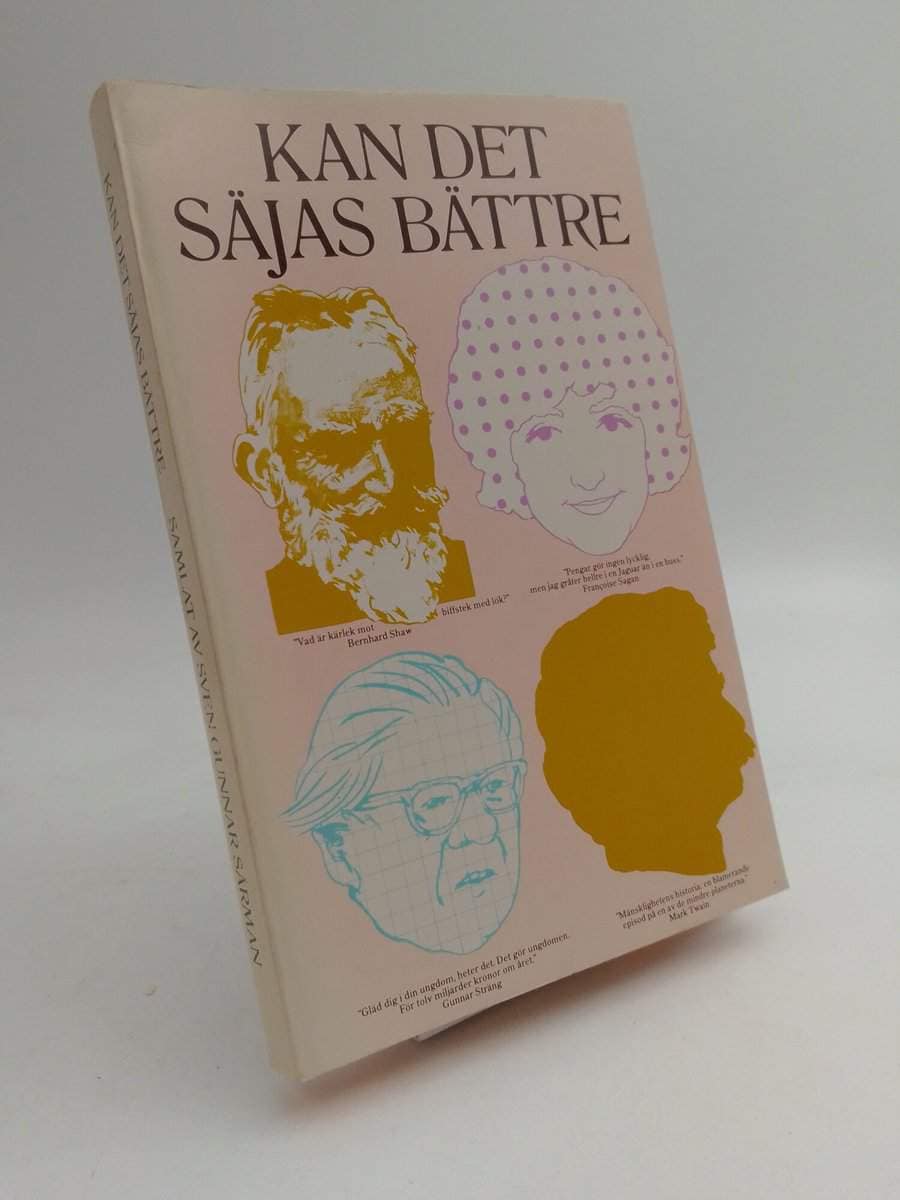 KAN DET
SÄJAS BÄTTRE
"Vad är kärlek mot biffstek med lök?"
Bernhard Shaw
"Pengar gör ingen lycklig,
men jag gråter hellre i en Jaguar än i en buss."
Françoise Sagan
"Gläd dig i din ungdom, heter det. Det gör ungdomen.
För tolv miljarder kronor om året."
Gunnar Sträng
"Mänsklighetens historia: en blamerande
episod på en av de mindre planeterna."
Mark Twain
KAN DET SÄJAS BÄTTRE SAMLAT AV SVEN GUNNAR SÄRMAN